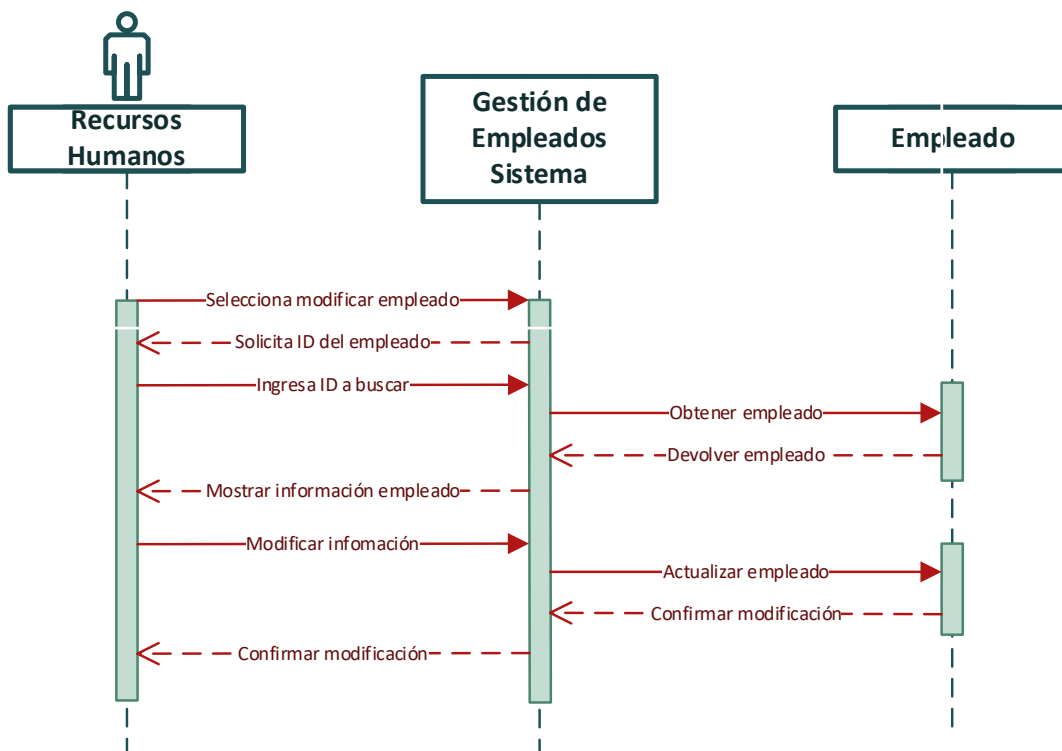 Recursos
Humanos
Gestión de
Empleados
Sistema
Empleado
Selecciona modificar empleado
Solicita ID del empleado
Ingresa ID a buscar
Obtener empleado
Devolver empleado
Mostrar información empleado
Modificar infomación
Actualizar empleado
Confirmar modificación
Confirmar modificación